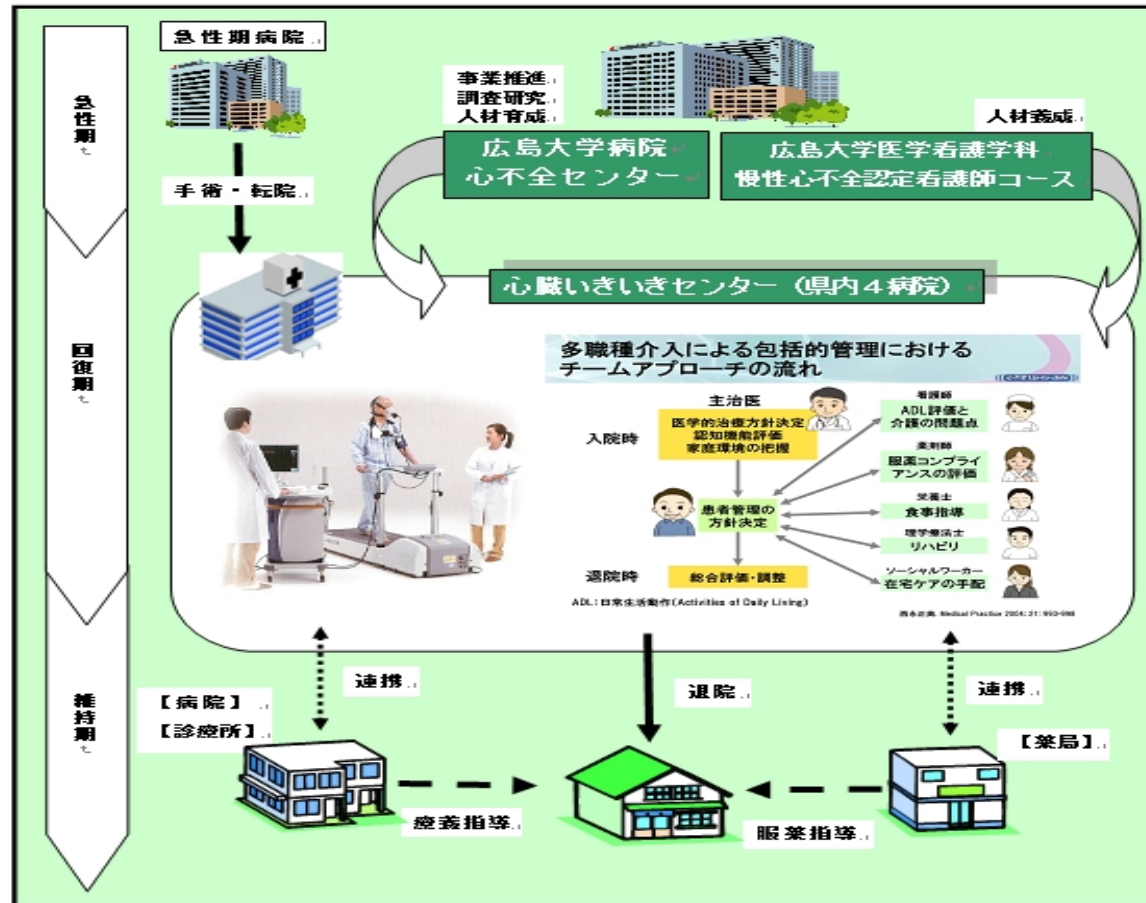 急性期
急性期病院
事業推進
調査研究
人材育成
人材養成
広島大学病院
心不全センター
広島大学医学看護学科
慢性心不全認定看護師コース
手術・転院
回復期
心臓いきいきセンター（県内４病院）
多職種介入による包括的管理における
チームアプローチの流れ
主治医
入院時
医学的治療方針決定
認知機能評価
家庭環境の把握
看護師
ADL評価と
介護の問題点
薬剤師
服薬コンプライ
アンスの評価
患者管理の
方針決定
栄養士
食事指導
理学療法士
リハビリ
退院時
総合評価・調整
ソーシャルワーカー
在宅ケアの手配
ADL：日常生活動作(Activities of Daily Living)
Medical Practice 2004; 21: 993-998
維持期
連携
退院
連携
【病院】
【診療所】
【薬局】
療養指導
服薬指導